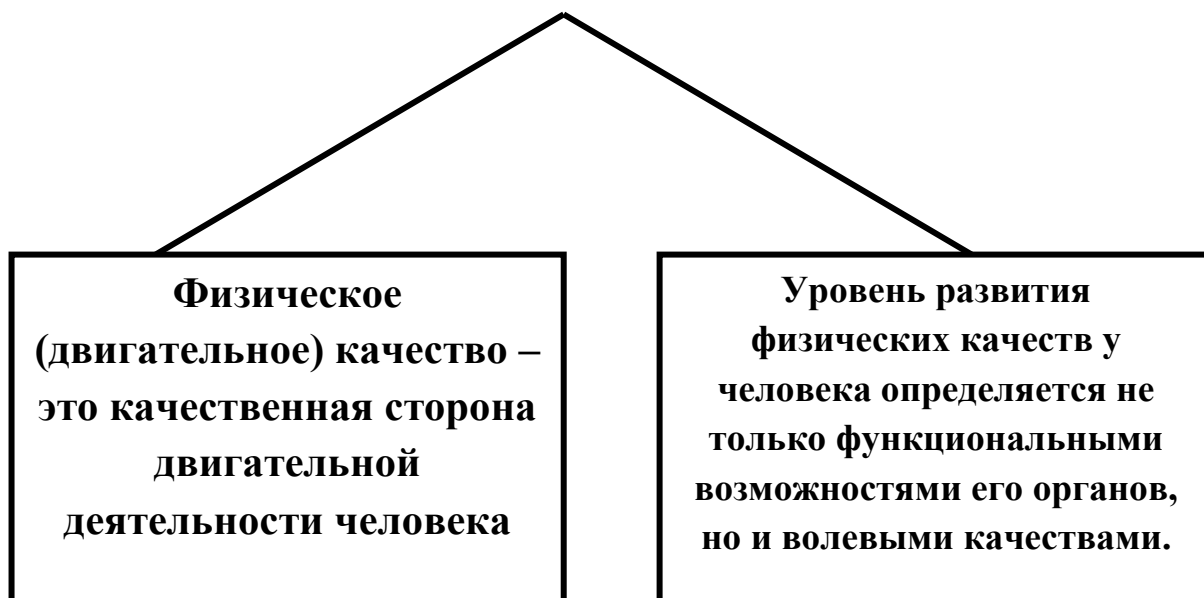 Физическое
(двигательное) качество –
это качественная сторона
двигательной
деятельности человека
Уровень развития
физических качеств у
человека определяется не
только функциональными
возможностями его органов,
но и волевыми качествами.